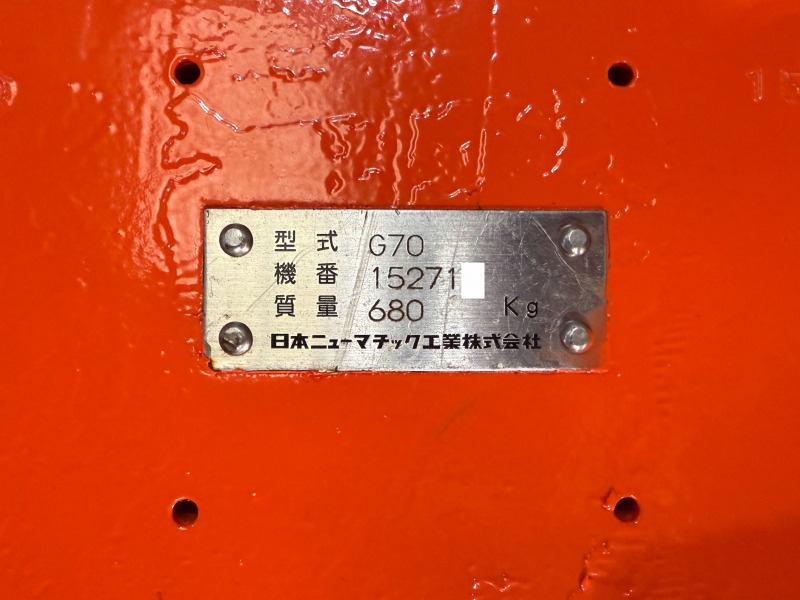 型式 G70
機番 15271
質量 680 Kg
日本ニューマチック工業株式会社